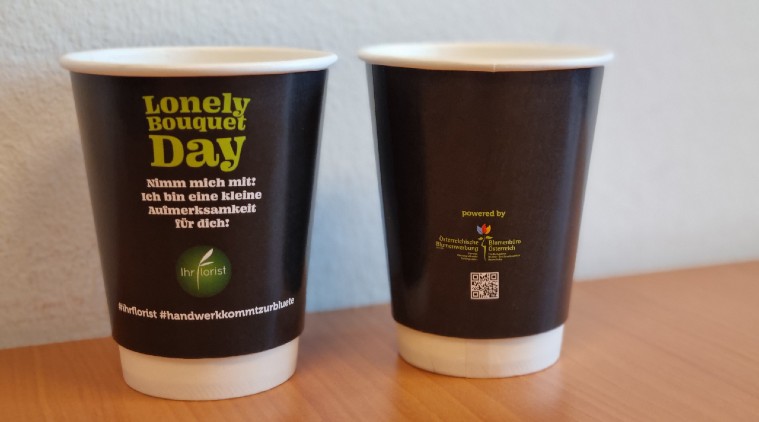 Lonely
Bouquet
Day
Nimm mich mit!
Ich bin eine kleine
Aufmerksamkeit
für dich!
Ihr florist
#ihrflorist #handwerkkommtzurbluete
powered by
Österreichische
Blumenwerbung
Blumenbüro
Österreich